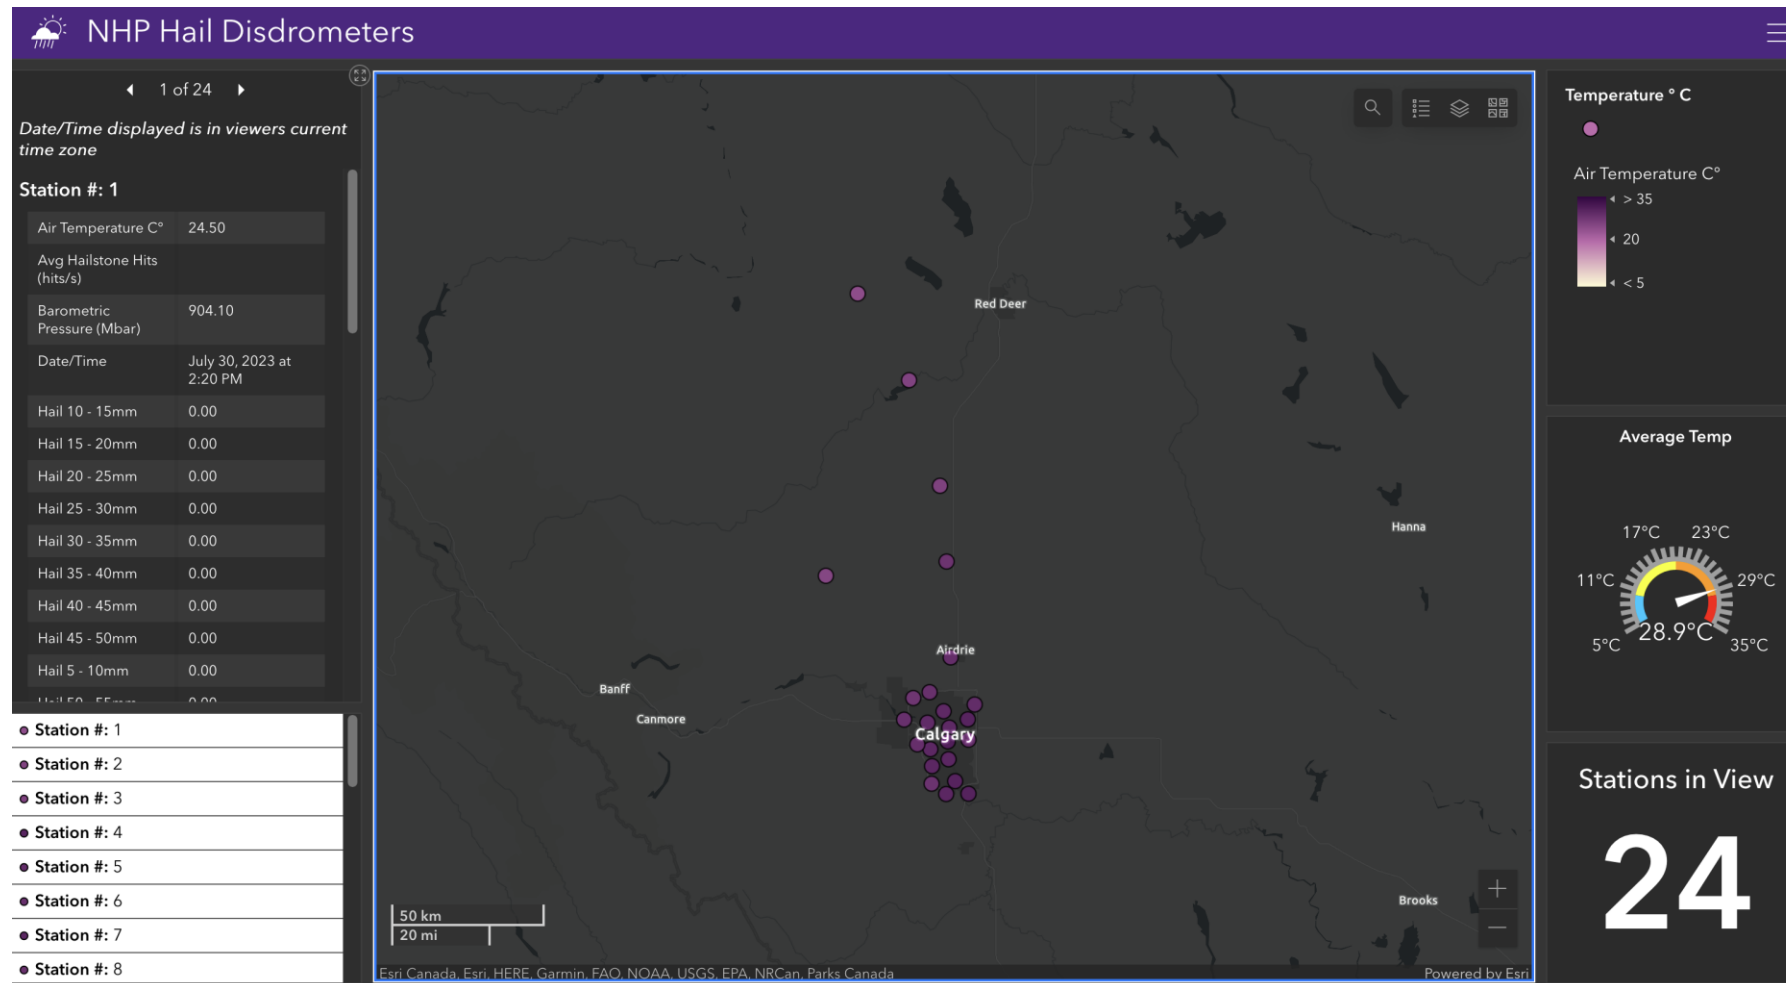 NHP Hail Disdrometers
1 of 24
Date/Time displayed is in viewers current
time zone
Station #: 1
Air Temperature C° 24.50
Avg Hailstone Hits
(hits/s)
Barometric
Pressure (Mbar) 904.10
Date/Time July 30, 2023 at
2:20 PM
Hail 10 - 15mm 0.00
Hail 15 - 20mm 0.00
Hail 20 - 25mm 0.00
Hail 25 - 30mm 0.00
Hail 30 - 35mm 0.00
Hail 35 - 40mm 0.00
Hail 40 - 45mm 0.00
Hail 45 - 50mm 0.00
Hail 5 - 10mm 0.00
Hail 50 - 55mm 0.00
Station #: 1
Station #: 2
Station #: 3
Station #: 4
Station #: 5
Station #: 6
Station #: 7
Station #: 8
Red Deer
Hanna
Airdrie
Banff
Canmore
Calgary
Brooks
50 km
20 mi
Esri Canada, Esri, HERE, Garmin, FAO, NOAA, USGS, EPA, NRCan, Parks Canada
Powered by Esri
Temperature ° C
Air Temperature C°
> 35
20
< 5
Average Temp
17°C 23°C
11°C 29°C
28.9°C
5°C 35°C
Stations in View
24